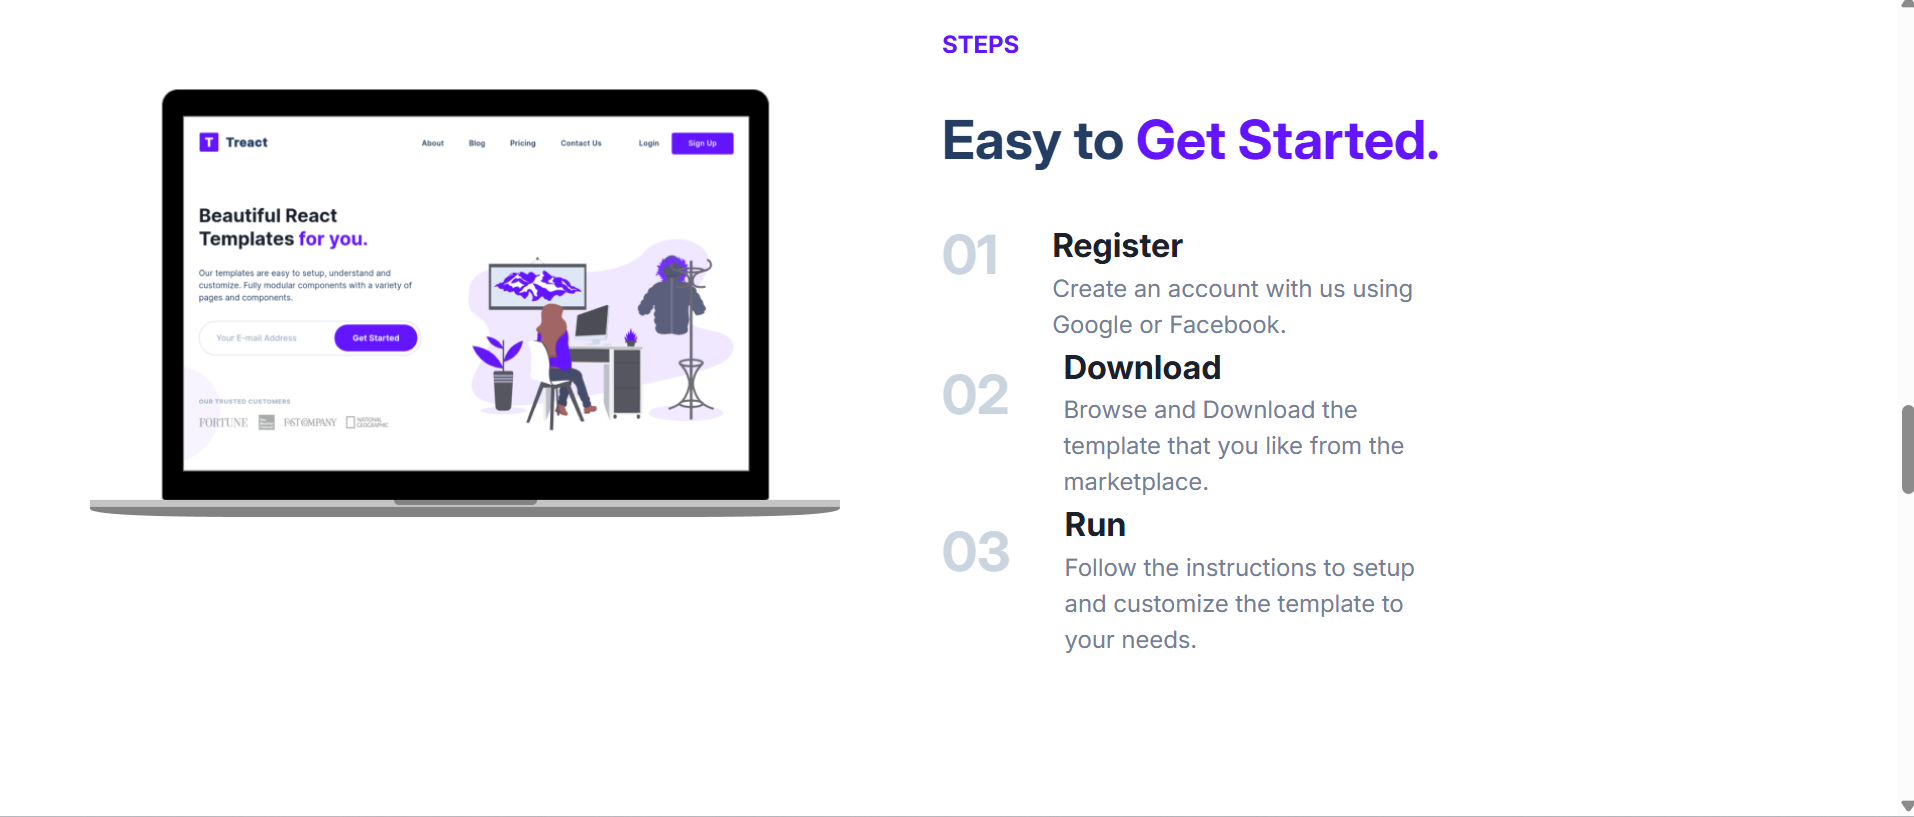 T Treact
About Blog Pricing Contact Us Login Sign Up
Beautiful React
Templates for you.
Our templates are easy to setup, understand and
customize. Fully modular components with a variety of
pages and components.
Your E-mail Address Get Started
OUR TRUSTED CUSTOMERS
FORTUNE FAST COMPANY NATIONAL
GEOGRAPHIC
STEPS
Easy to Get Started.
01 Register
Create an account with us using
Google or Facebook.
02 Download
Browse and Download the
template that you like from the
marketplace.
03 Run
Follow the instructions to setup
and customize the template to
your needs.